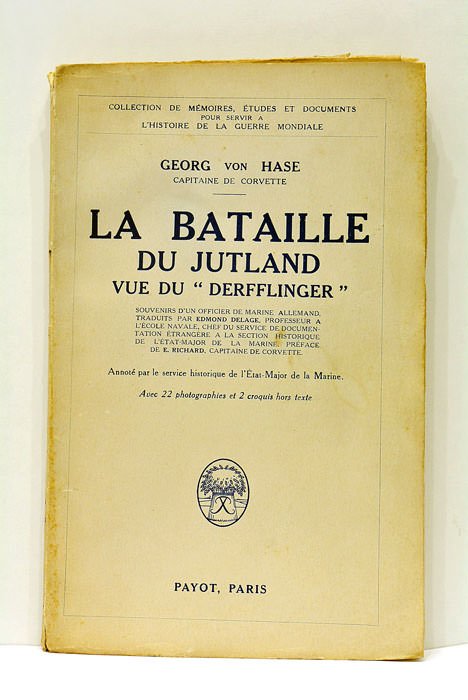 COLLECTION DE MÉMOIRES, ÉTUDES ET DOCUMENTS
POUR SERVIR A
L'HISTOIRE DE LA GUERRE MONDIALE
GEORG VON HASE
CAPITAINE DE CORVETTE
LA BATAILLE
DU JUTLAND
VUE DU “ DERFFLINGER ”
SOUVENIRS D'UN OFFICIER DE MARINE ALLEMAND,
TRADUITS PAR EDMOND DELAGE, PROFESSEUR A
L'ÉCOLE NAVALE, CHEF DU SERVICE DE DOCUMEN-
TATION ÉTRANGÈRE A LA SECTION HISTORIQUE
DE L'ÉTAT-MAJOR DE LA MARINE. PRÉFACE
DE E. RICHARD, CAPITAINE DE CORVETTE.
Annoté par le service historique de l'État-Major de la Marine.
Avec 22 photographies et 2 croquis hors texte
PAYOT, PARIS